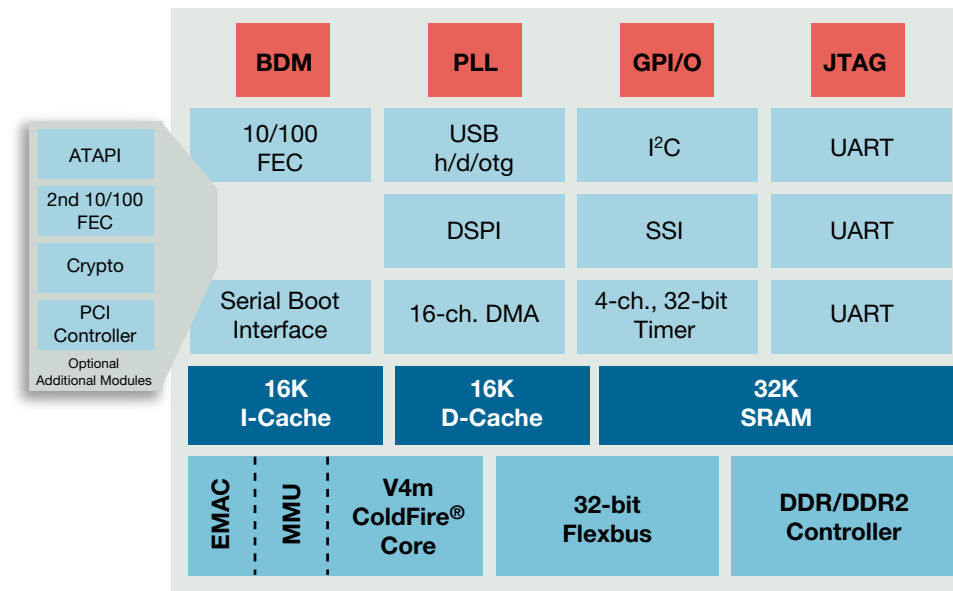 BDM
PLL
GPI/O
JTAG
10/100
FEC
USB
h/d/otg
I²C
UART
DSPI
SSI
UART
Serial Boot
Interface
16-ch. DMA
4-ch., 32-bit
Timer
UART
ATAPI
2nd 10/100
FEC
Crypto
PCI
Controller
Optional
Additional Modules
16K
I-Cache
16K
D-Cache
32K
SRAM
EMAC
MMU
V4m
ColdFire®
Core
32-bit
Flexbus
DDR/DDR2
Controller